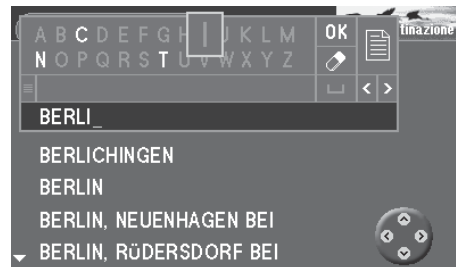 tinazione
A B C D E F G H I J K L M OK
N O P Q R S T U V W X Y Z
BERLI_
BERLICHINGEN
BERLIN
BERLIN, NEUENHAGEN BEI
BERLIN, RÜDERSDORF BEI